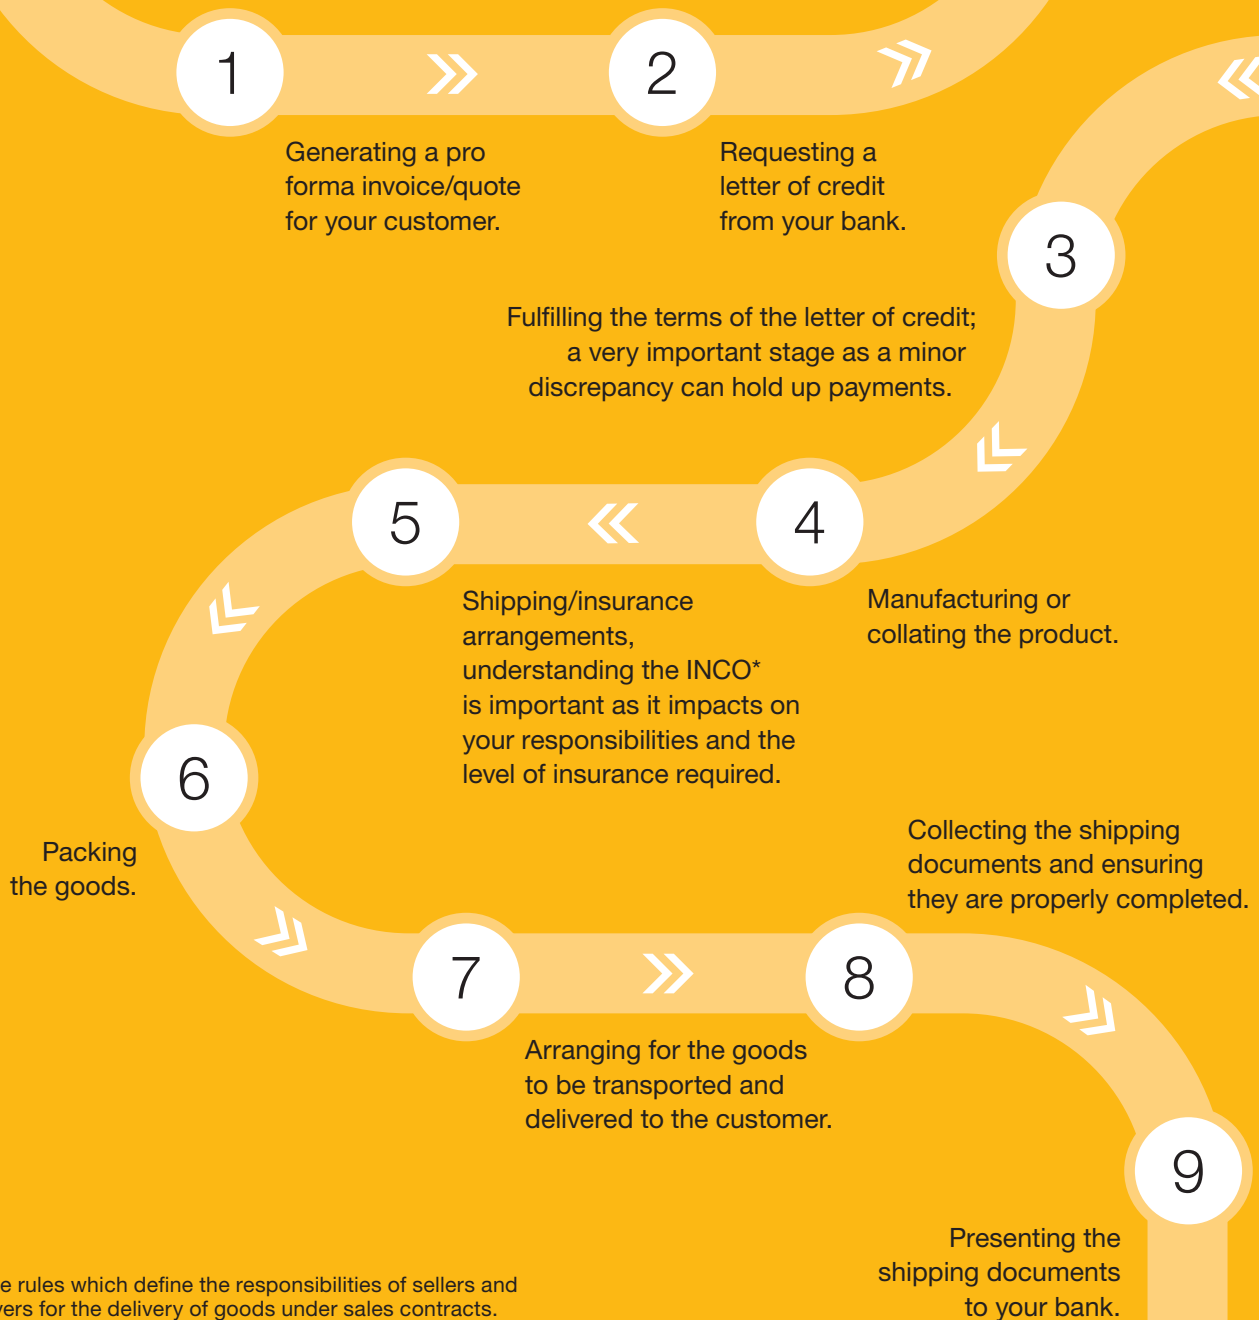 1
Generating a pro
forma invoice/quote
for your customer.
2
Requesting a
letter of credit
from your bank.
3
Fulfilling the terms of the letter of credit;
a very important stage as a minor
discrepancy can hold up payments.
4
Manufacturing or
collating the product.
5
Shipping/insurance
arrangements,
understanding the INCO*
is important as it impacts on
your responsibilities and the
level of insurance required.
6
Packing
the goods.
7
Arranging for the goods
to be transported and
delivered to the customer.
8
Collecting the shipping
documents and ensuring
they are properly completed.
9
Presenting the
shipping documents
to your bank.
rules which define the responsibilities of sellers and
for the delivery of goods under sales contracts.